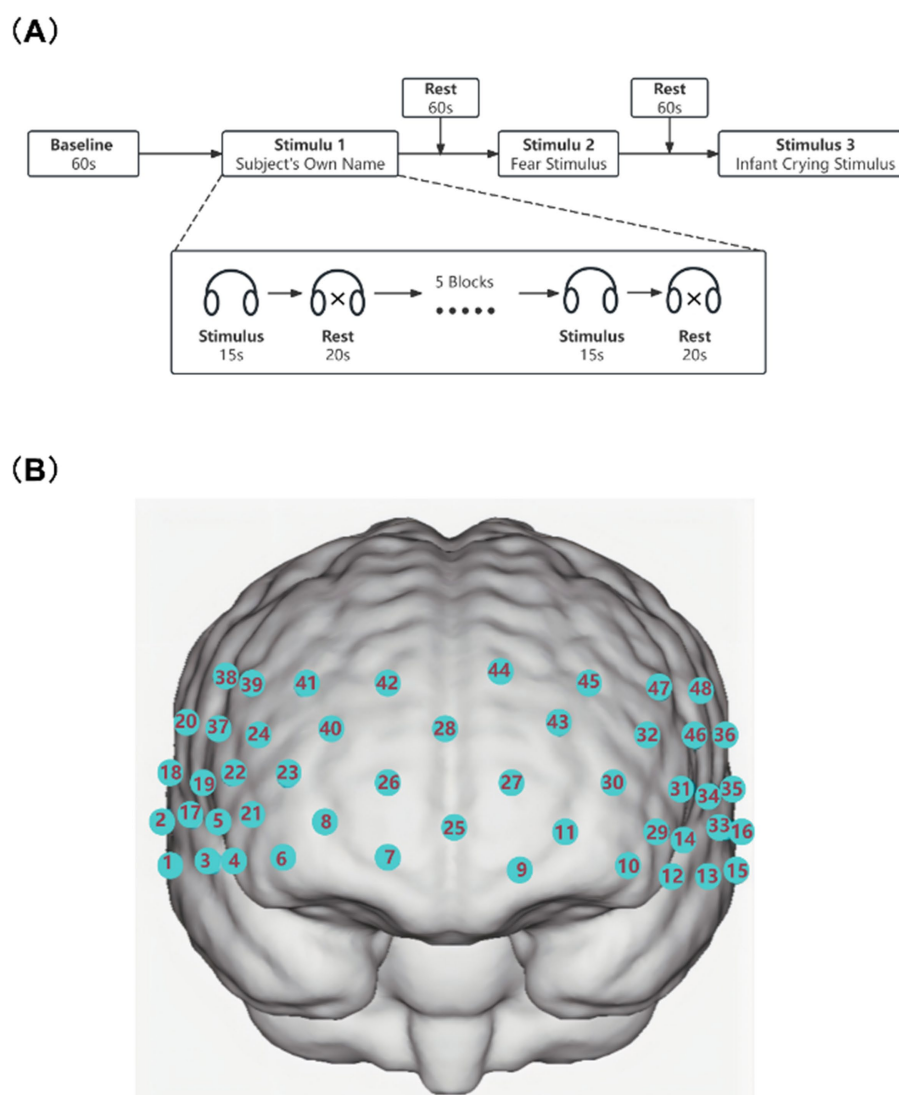 (A)
Rest
60s
Rest
60s
Baseline
60s
Stimulu 1
Subject's Own Name
Stimulu 2
Fear Stimulus
Stimulus 3
Infant Crying Stimulus
5 Blocks
Stimulus
15s
Rest
20s
Stimulus
15s
Rest
20s
(B)
38 39 41 42 44 45 47 48
20 37 24 40 28 43 32 46 36
18 19 22 23 26 27 30 31 34 35
2 17 5 21 8 25 11 29 14 33 16
1 3 4 6 7 9 10 12 13 15